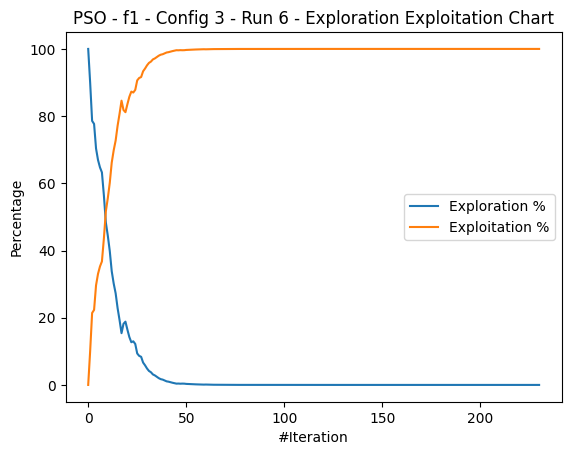 PSO - f1 - Config 3 - Run 6 - Exploration Exploitation Chart
100
80
60
40
20
0
Percentage
Exploration %
Exploitation %
0 50 100 150 200
#Iteration